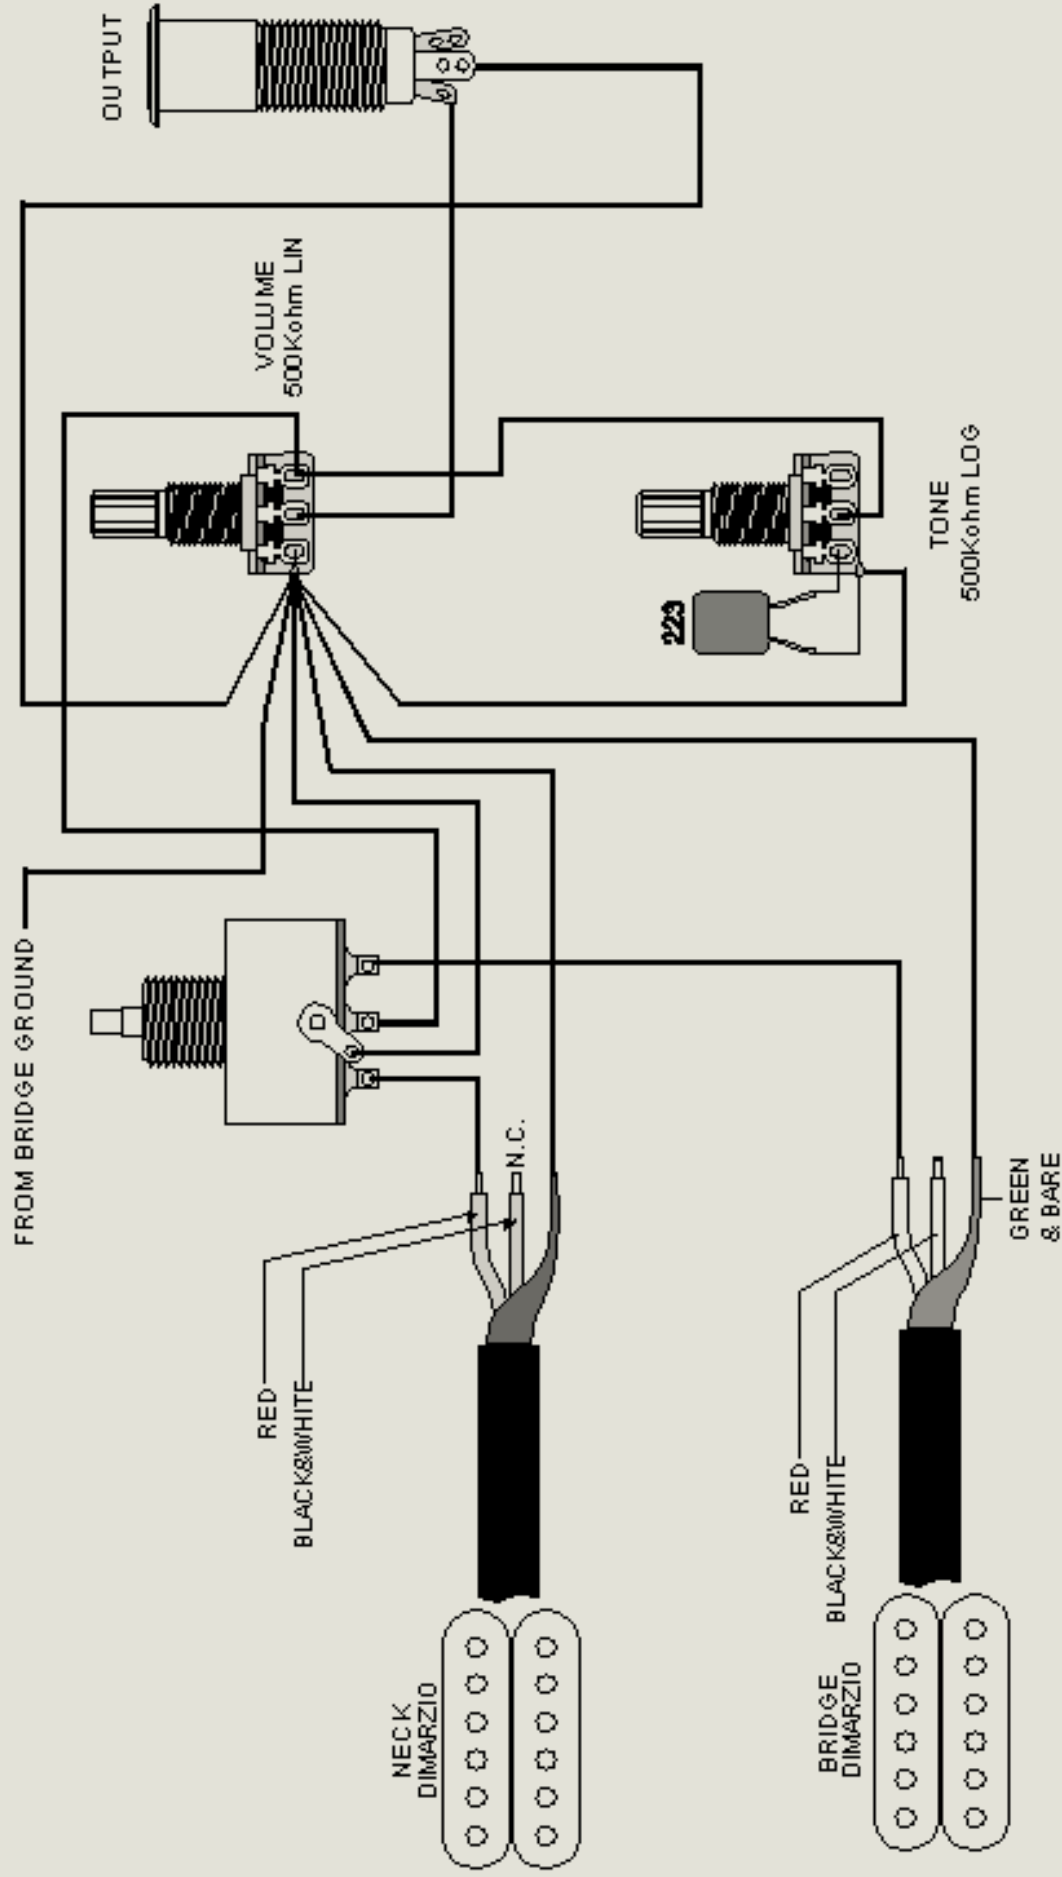 OUTPUT
VOLUME
500Kohm LIN
TONE
500Kohm LOG
223
FROM BRIDGE GROUND
N.C.
RED
BLACK&WHITE
GREEN
& BARE
RED
BLACK&WHITE
NECK
DIMARZIO
BRIDGE
DIMARZIO